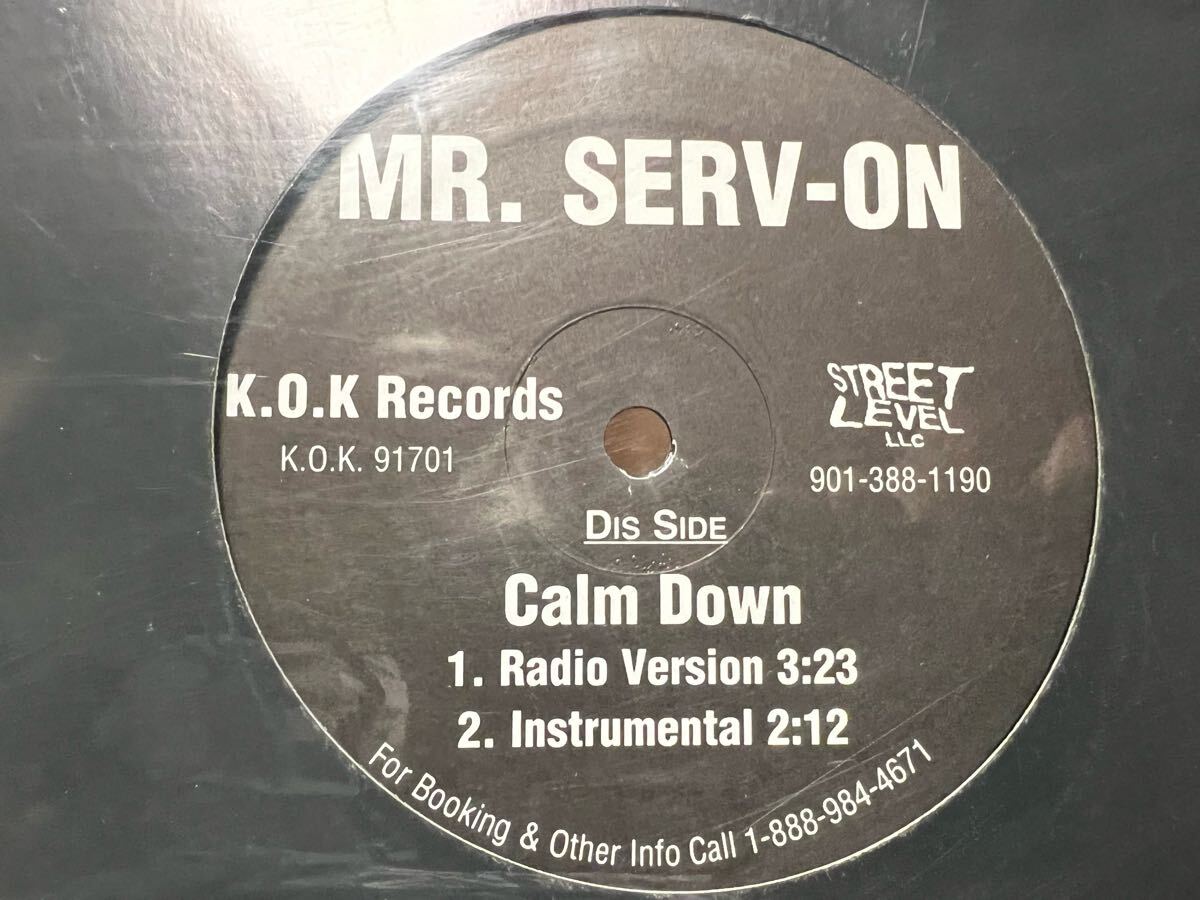 MR. SERV-ON
K.O.K Records
K.O.K. 91701
STREET
LEVEL
LLC
901-388-1190
DIS SIDE
Calm Down
1. Radio Version 3:23
2. Instrumental 2:12
For Booking & Other Info Call 1-888-984-4671